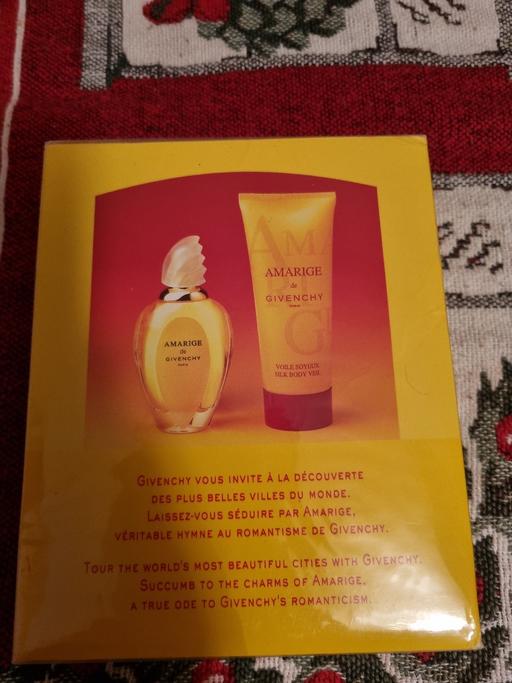 AMARIGE
de
GIVENCHY
PARIS
AMARIGE
de
GIVENCHY
PARIS
VOILE SOYEUX
SILK BODY VEIL
GIVENCHY VOUS INVITE À LA DÉCOUVERTE
DES PLUS BELLES VILLES DU MONDE.
LAISSEZ-VOUS SÉDUIRE PAR AMARIGE,
VÉRITABLE HYMNE AU ROMANTISME DE GIVENCHY.
TOUR THE WORLD'S MOST BEAUTIFUL CITIES WITH GIVENCHY.
SUCCUMB TO THE CHARMS OF AMARIGE,
A TRUE ODE TO GIVENCHY'S ROMANTICISM.